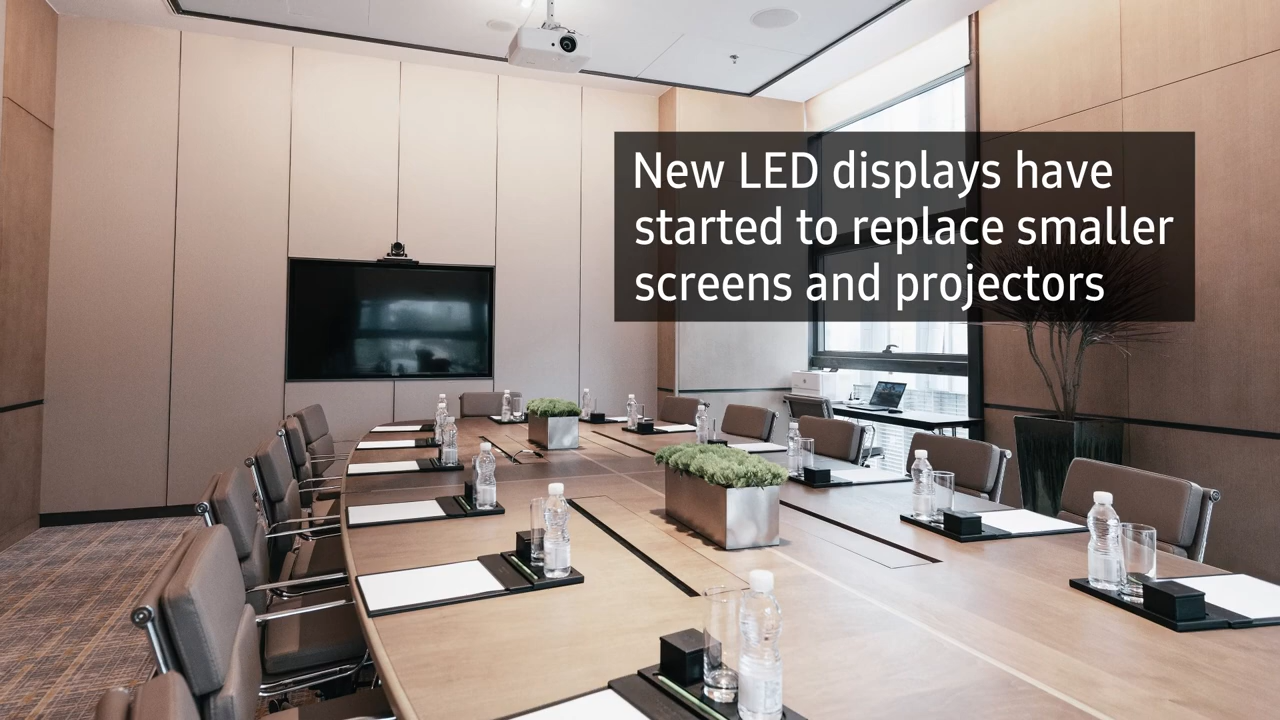 New LED displays have
started to replace smaller
screens and projectors